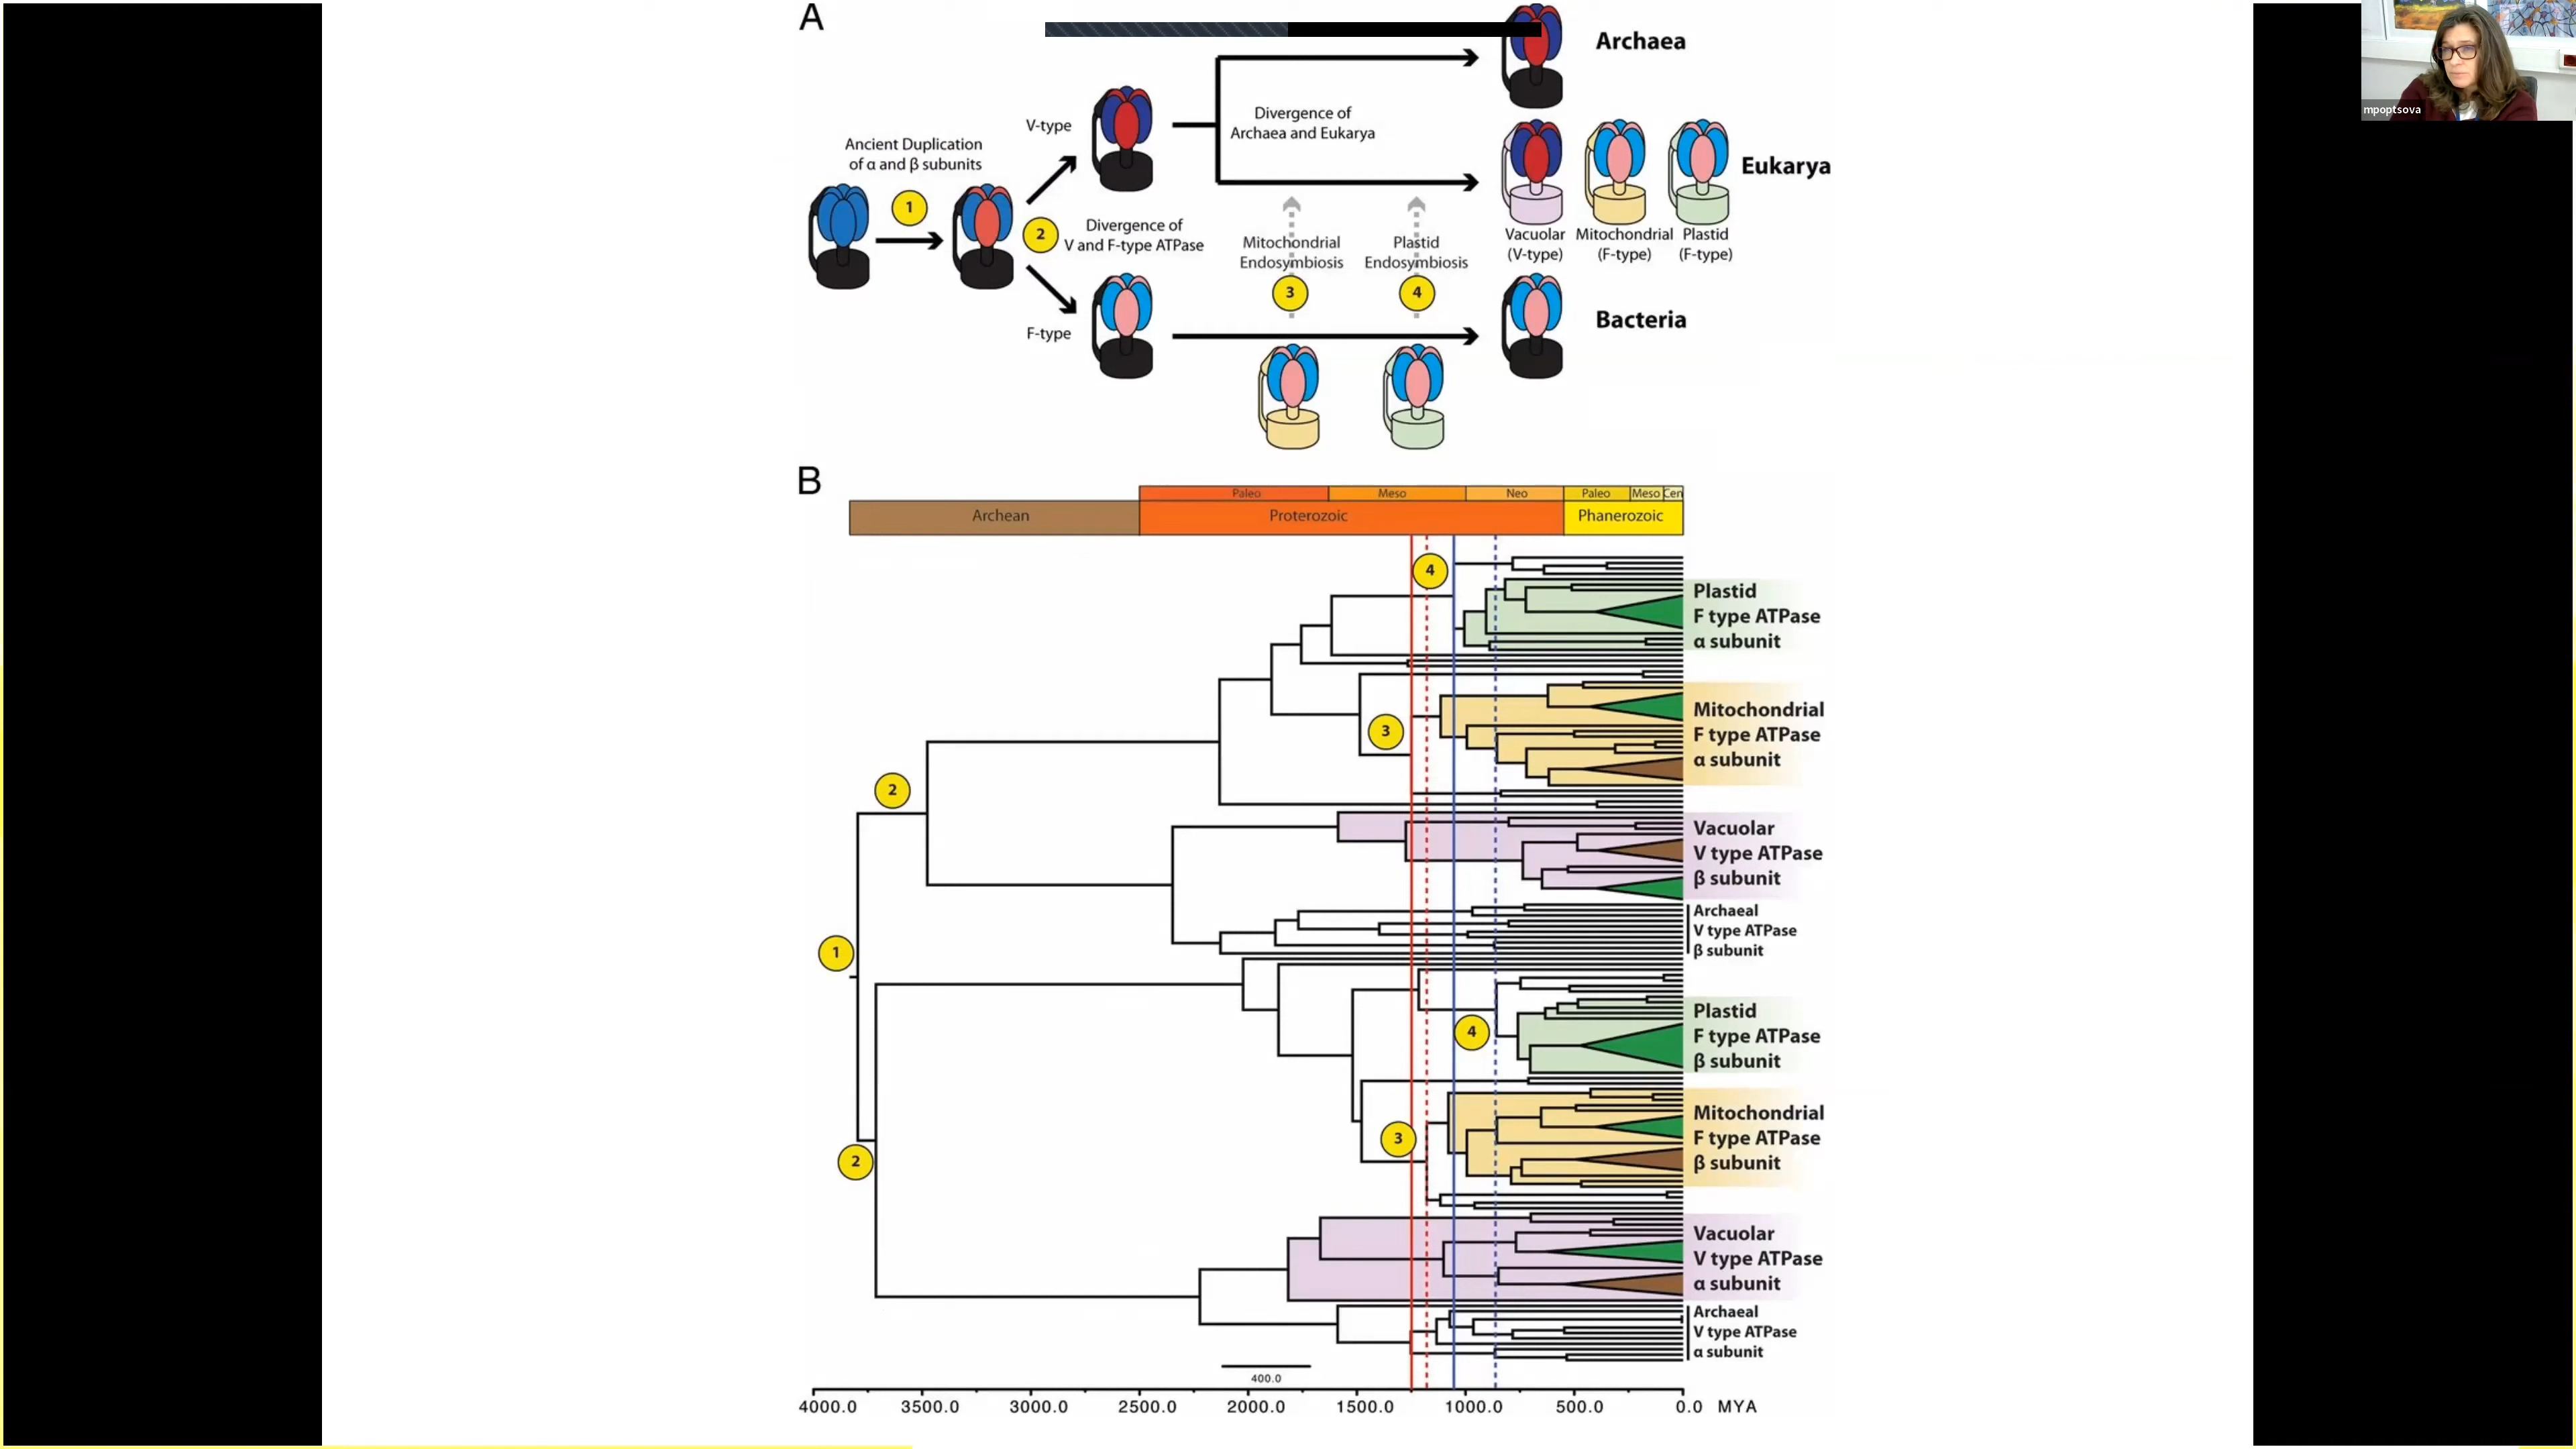 A
Archaea
mpoptsova
V-type
Divergence of
Archaea and Eukarya
Ancient Duplication
of α and β subunits
Eukarya
1
2
Divergence of
V and F-type ATPase
Mitochondrial
Endosymbiosis
Plastid
Endosymbiosis
Vacuolar
(V-type)
Mitochondrial
(F-type)
Plastid
(F-type)
3
4
F-type
Bacteria
B
Paleo
Meso
Neo
Paleo
Meso
Cen
Archean
Proterozoic
Phanerozoic
4
Plastid
F type ATPase
α subunit
3
Mitochondrial
F type ATPase
α subunit
2
Vacuolar
V type ATPase
β subunit
1
Archaeal
V type ATPase
β subunit
4
Plastid
F type ATPase
β subunit
3
Mitochondrial
F type ATPase
β subunit
2
Vacuolar
V type ATPase
α subunit
Archaeal
V type ATPase
α subunit
400.0
4000.0 3500.0 3000.0 2500.0 2000.0 1500.0 1000.0 500.0 0.0 MYA